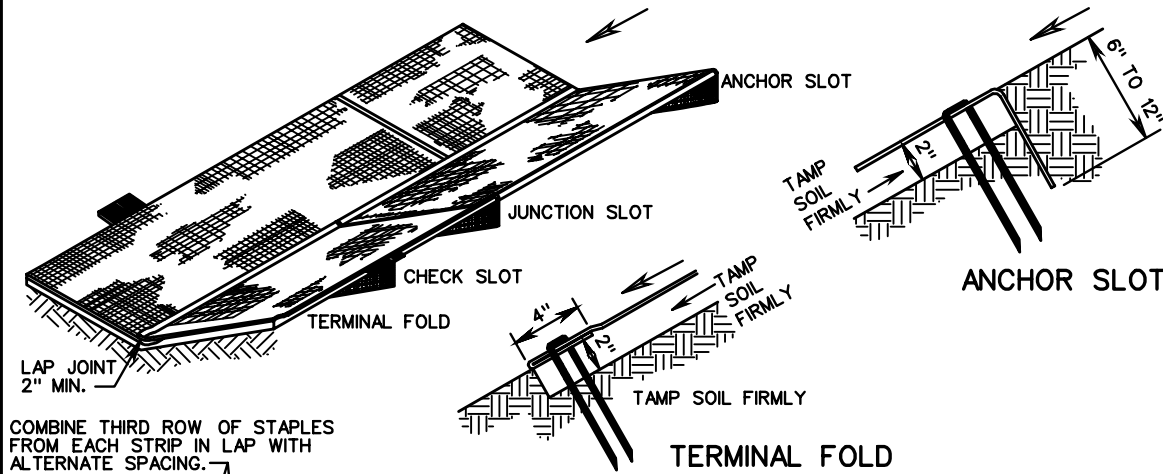 ANCHOR SLOT
JUNCTION SLOT
CHECK SLOT
TERMINAL FOLD
LAP JOINT
2" MIN.
COMBINE THIRD ROW OF STAPLES
FROM EACH STRIP IN LAP WITH
ALTERNATE SPACING.
6" TO 12"
2"
TAMP
SOIL
FIRMLY
ANCHOR SLOT
TAMP
SOIL
FIRMLY
4"
2"
TAMP SOIL FIRMLY
TERMINAL FOLD